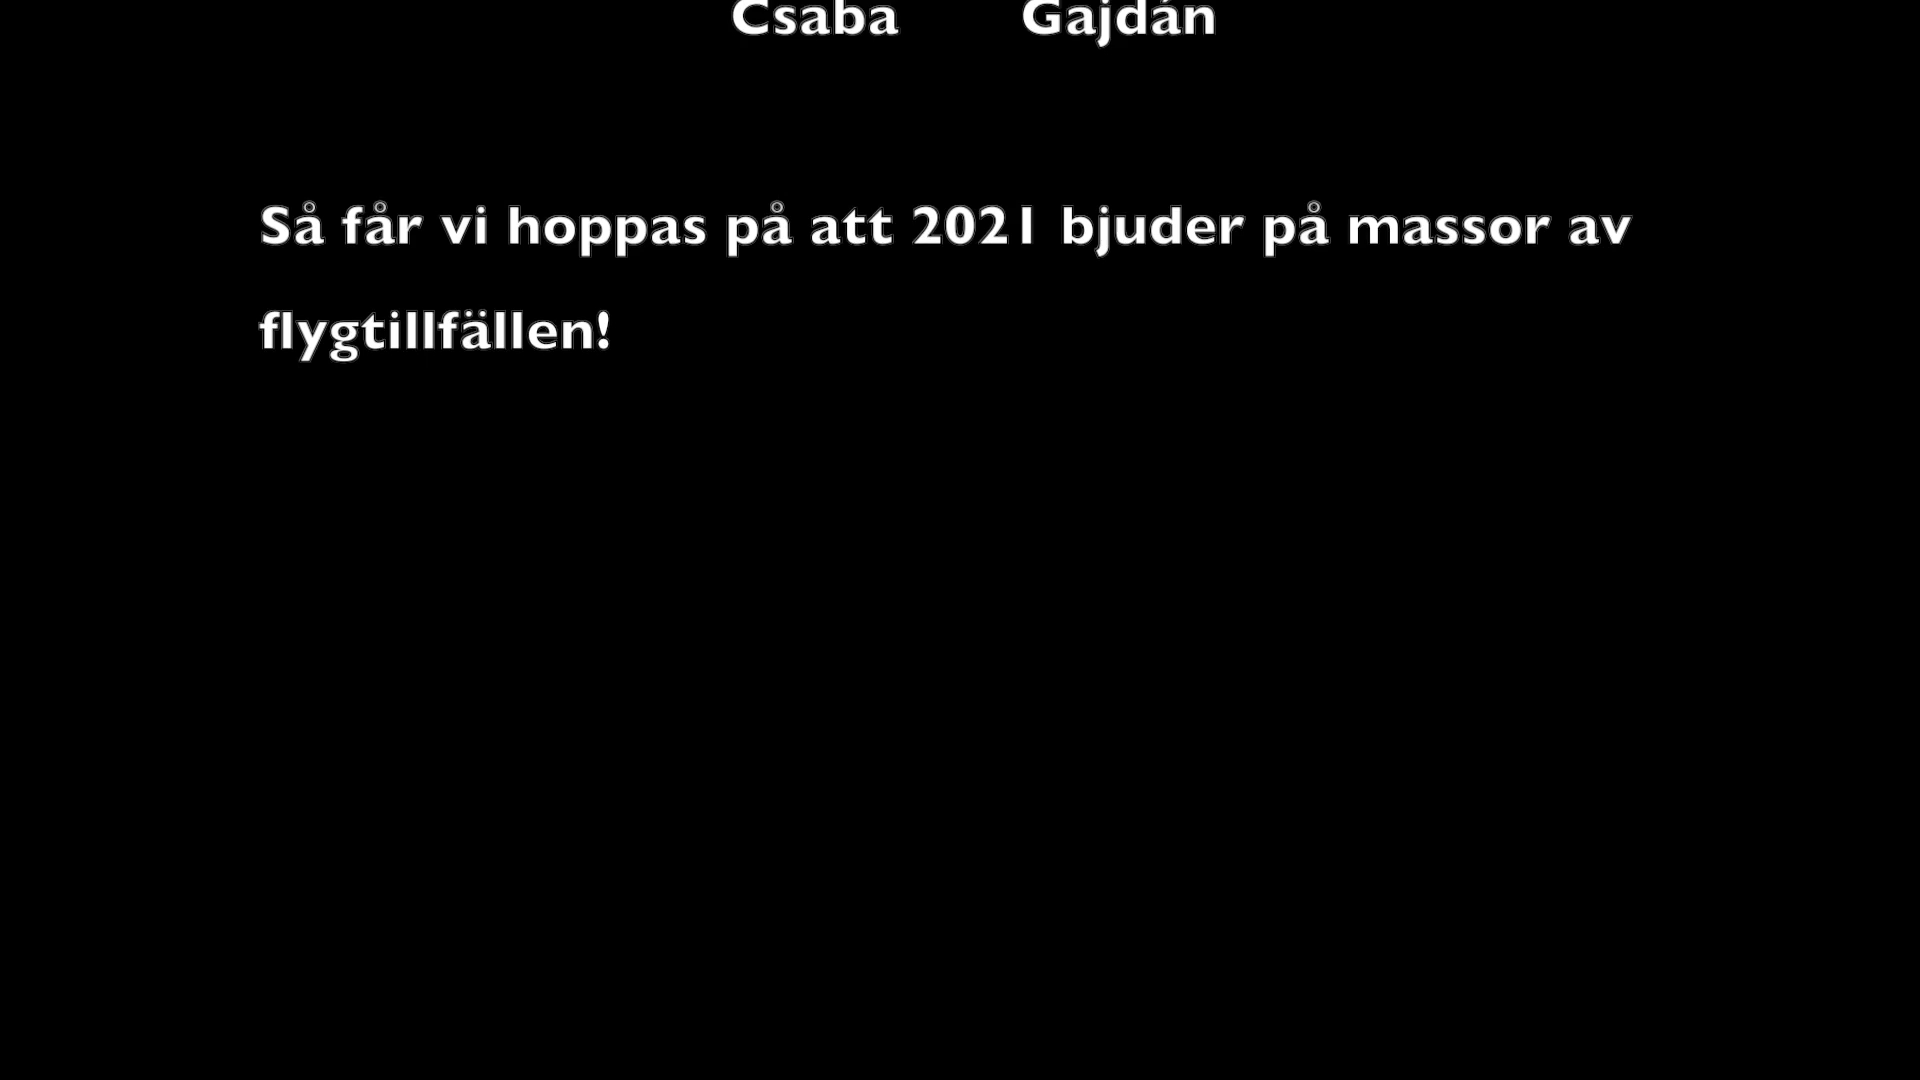 Csaba Gajdán
Så får vi hoppas på att 2021 bjuder på massor av
flygtillfällen!